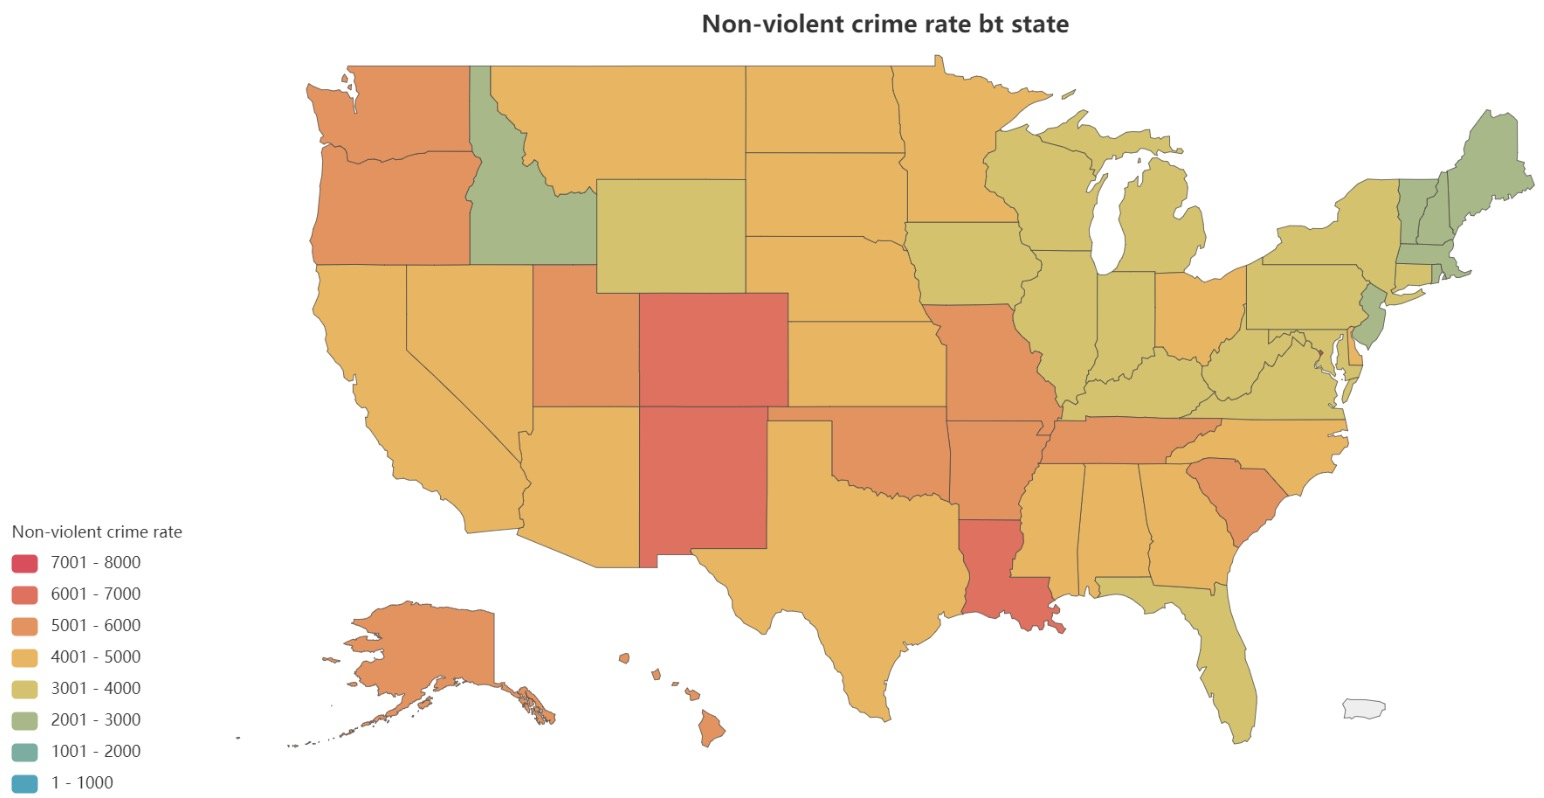 Non-violent crime rate bt state
Non-violent crime rate
7001 - 8000
6001 - 7000
5001 - 6000
4001 - 5000
3001 - 4000
2001 - 3000
1001 - 2000
1 - 1000